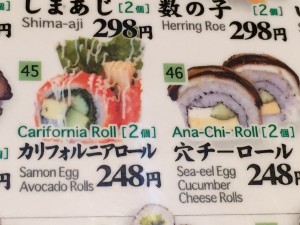 しまあじ[2個] 数の子[2個]
Shima-aji 298円 Herring Roe 298円
45 46
Carifornia Roll [2個] Ana-Chi-Roll [2個]
カリフォルニアロール 穴チーロール
Samon Egg
Avocado Rolls 248円
Sea-eel Egg
Cucumber
Cheese Rolls 248円